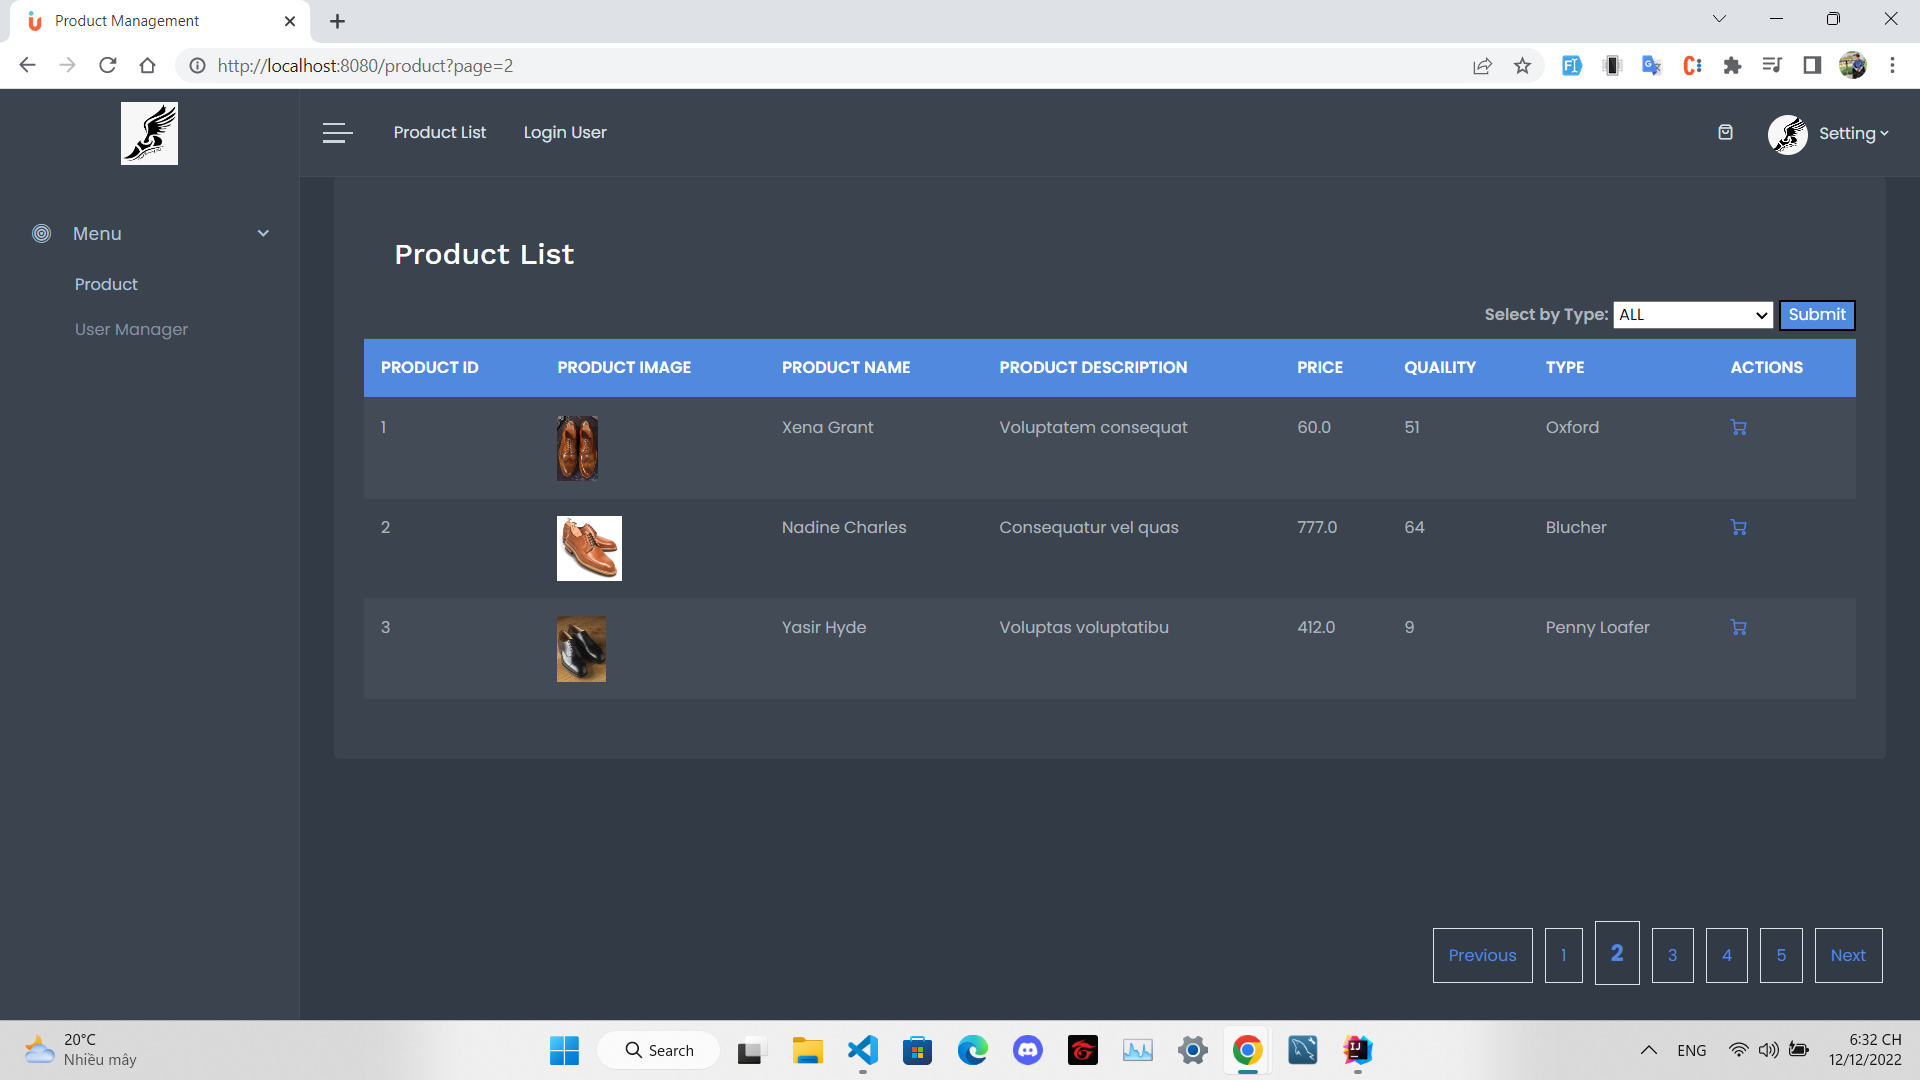 Product Management
http://localhost:8080/product?page=2
Product List
Login User
Setting
Menu
Product
User Manager
Product List
Select by Type: ALL Submit
PRODUCT ID PRODUCT IMAGE PRODUCT NAME PRODUCT DESCRIPTION PRICE QUAILITY TYPE ACTIONS
1 Xena Grant Voluptatem consequat 60.0 51 Oxford
2 Nadine Charles Consequatur vel quas 777.0 64 Blucher
3 Yasir Hyde Voluptas voluptatibu 412.0 9 Penny Loafer
Previous 1 2 3 4 5 Next
20°C
Nhiều mây
Search
ENG
6:32 CH
12/12/2022